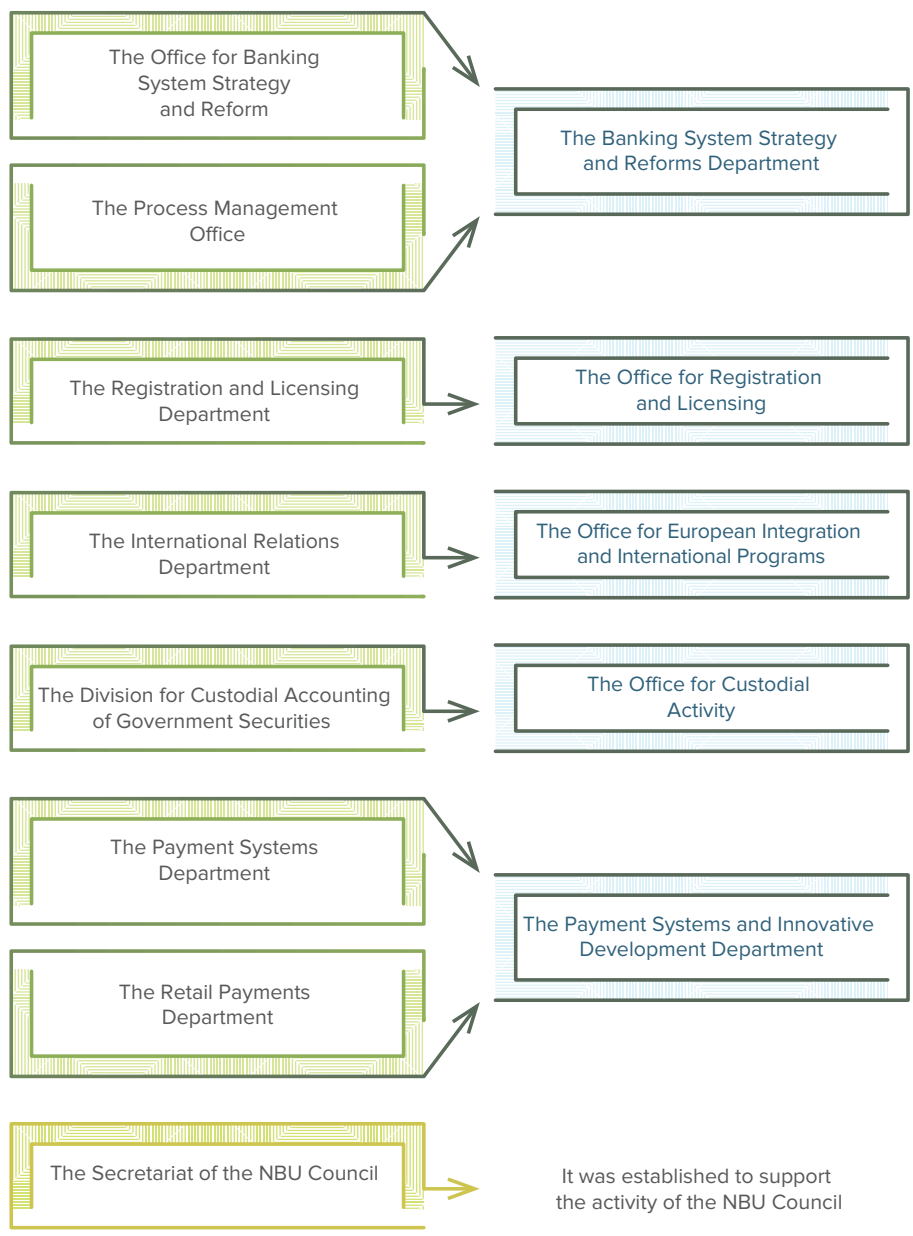 The Office for Banking
System Strategy
and Reform
The Banking System Strategy
and Reforms Department
The Process Management
Office
The Registration and Licensing
Department
The Office for Registration
and Licensing
The International Relations
Department
The Office for European Integration
and International Programs
The Division for Custodial Accounting
of Government Securities
The Office for Custodial
Activity
The Payment Systems
Department
The Payment Systems and Innovative
Development Department
The Retail Payments
Department
The Secretariat of the NBU Council
It was established to support
the activity of the NBU Council